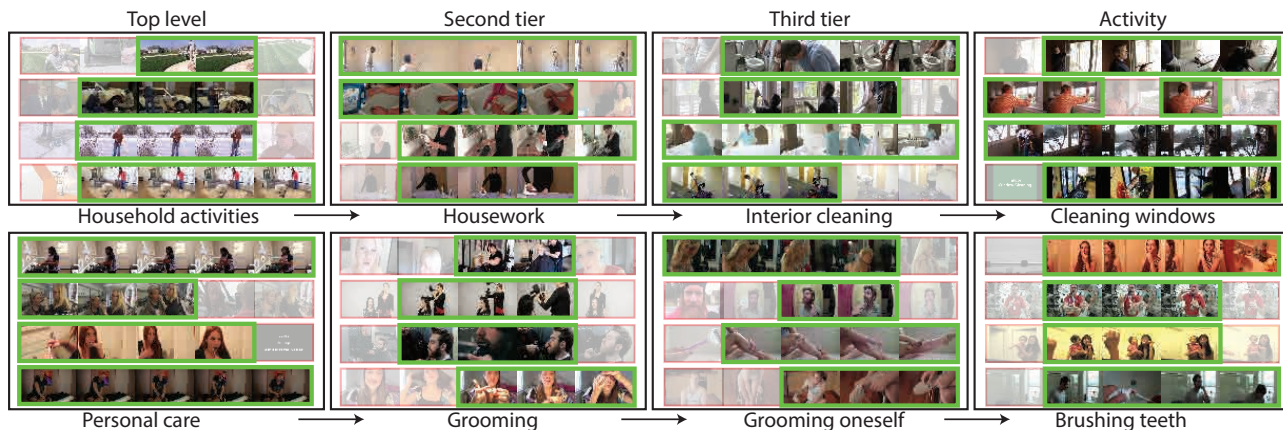 Top level Second tier Third tier Activity
Household activities Housework Interior cleaning Cleaning windows
Personal care Grooming Grooming oneself Brushing teeth